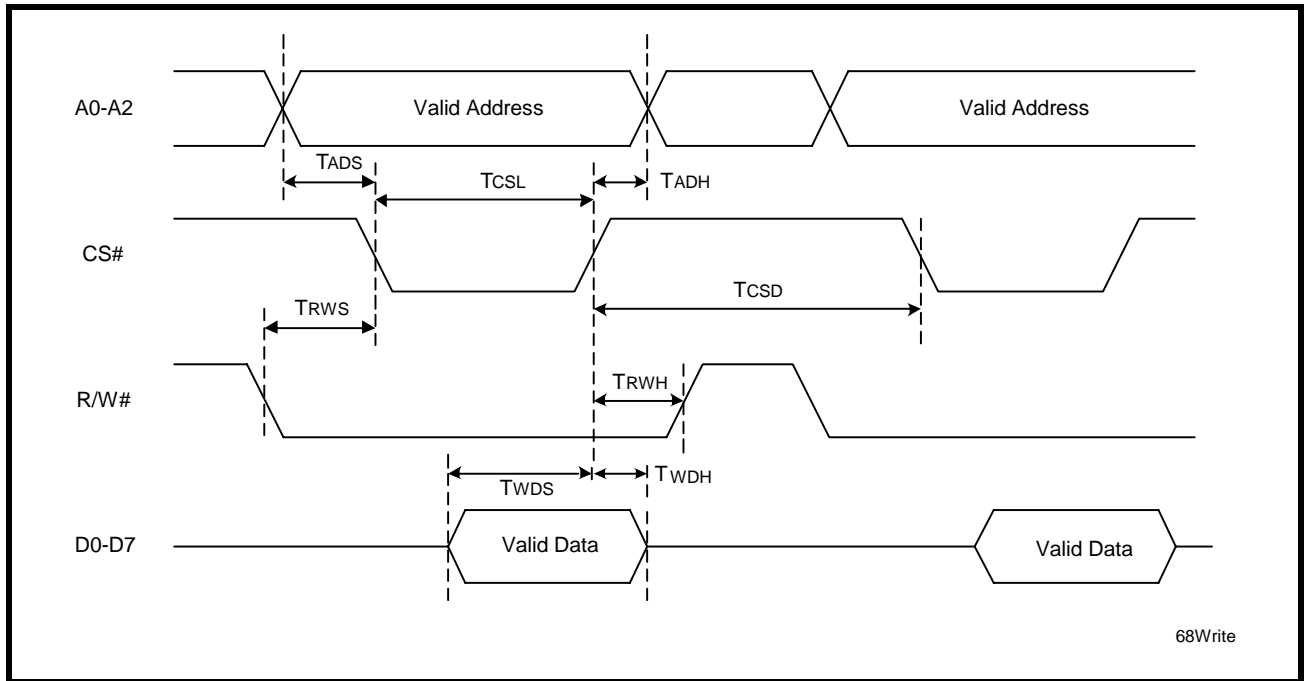 A0-A2
Valid Address
Valid Address
TADS
TCSL
TADH
CS#
TCSD
TRWS
R/W#
TRWH
TWDS
TWDH
D0-D7
Valid Data
Valid Data
68Write